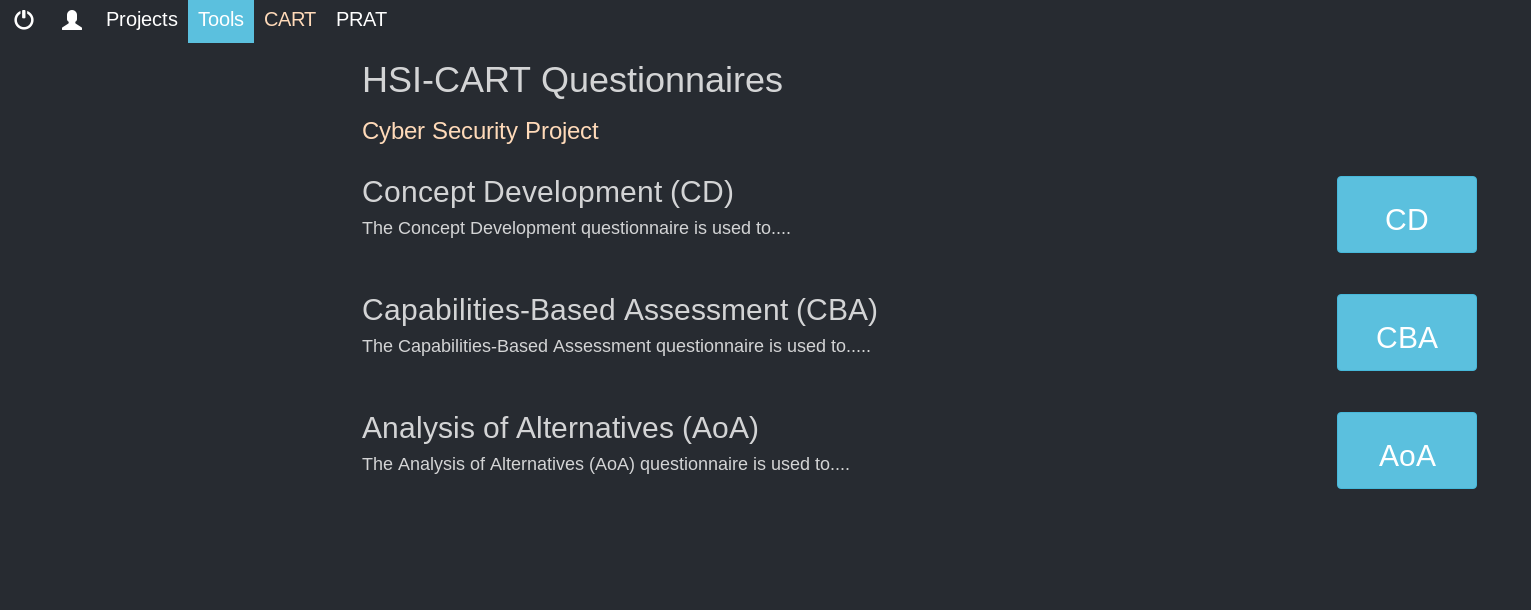 Projects Tools CART PRAT
HSI-CART Questionnaires
Cyber Security Project
Concept Development (CD)
The Concept Development questionnaire is used to....
CD
Capabilities-Based Assessment (CBA)
The Capabilities-Based Assessment questionnaire is used to.....
CBA
Analysis of Alternatives (AoA)
The Analysis of Alternatives (AoA) questionnaire is used to....
AoA